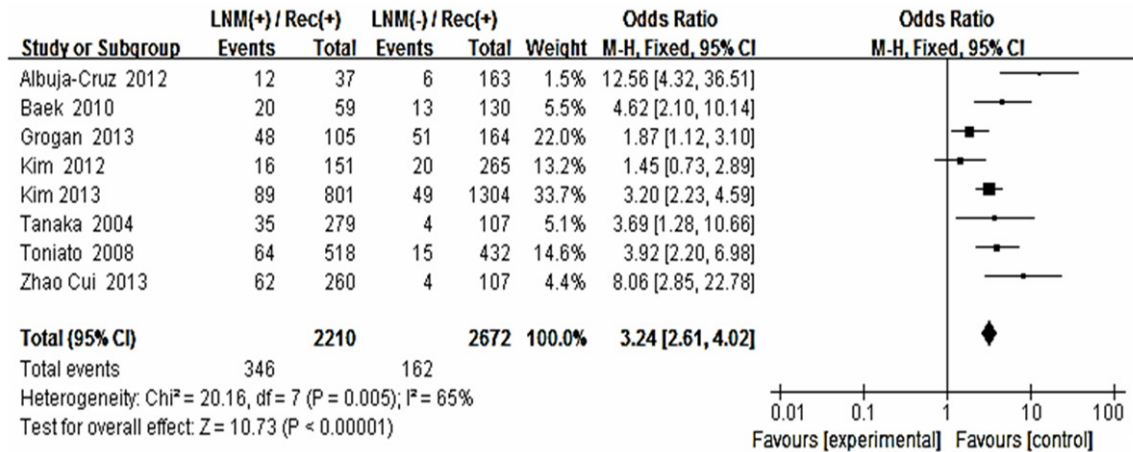 LNM(+) / Rec(+) LNM(-) / Rec(+) Odds Ratio Odds Ratio
Study or Subgroup Events Total Events Total Weight M-H, Fixed, 95% CI M-H, Fixed, 95% CI
Albuja-Cruz 2012 12 37 6 163 1.5% 12.56 [4.32, 36.51]
Baek 2010 20 59 13 130 5.5% 4.62 [2.10, 10.14]
Grogan 2013 48 105 51 164 22.0% 1.87 [1.12, 3.10]
Kim 2012 16 151 20 265 13.2% 1.45 [0.73, 2.89]
Kim 2013 89 801 49 1304 33.7% 3.20 [2.23, 4.59]
Tanaka 2004 35 279 4 107 5.1% 3.69 [1.28, 10.66]
Toniato 2008 64 518 15 432 14.6% 3.92 [2.20, 6.98]
Zhao Cui 2013 62 260 4 107 4.4% 8.06 [2.85, 22.78]
Total (95% CI) 2210 2672 100.0% 3.24 [2.61, 4.02]
Total events 346 162
Heterogeneity: Chi² = 20.16, df = 7 (P = 0.005); I² = 65%
Test for overall effect: Z = 10.73 (P < 0.00001)
0.01 0.1 1 10 100
Favours [experimental] Favours [control]